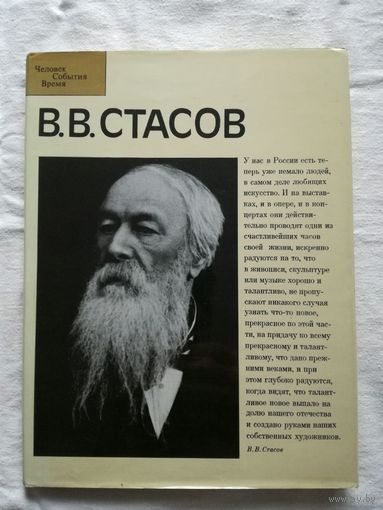 Человек
События
Время
В.В.СТАСОВ
У нас в России есть те-
перь уже немало людей,
в самом деле любящих
искусство. И на выстав-
ках, и в опере, и в кон-
цертах они действи-
тельно проводят одни из
счастливейших часов
своей жизни, искренно
радуются на то, что
в живописи, скульптуре
или музыке хорошо и
талантливо, не пропу-
скают никакого случая
узнать что-то новое,
прекрасное по этой час-
ти, на придачу ко всему
прекрасному и талант-
ливому, что дано преж-
ними веками, и при
этом глубоко радуются,
когда видят, что талант-
ливое новое выпало на
долю нашего отечества
и создано руками наших
собственных художников.
В. В. Стасов